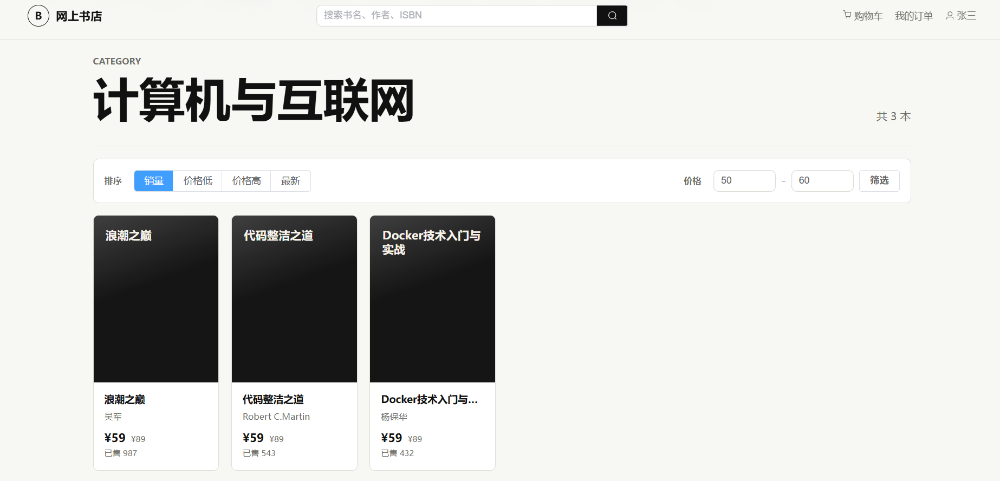 B 网上书店
搜索书名、作者、ISBN
购物车 我的订单 张三
CATEGORY
计算机与互联网
共 3 本
排序 销量 价格低 价格高 最新
价格 50 - 60 筛选
浪潮之巅
代码整洁之道
Docker技术入门与
实战
浪潮之巅
吴军
¥59 ¥89
已售 987
代码整洁之道
Robert C.Martin
¥59 ¥89
已售 543
Docker技术入门与...
杨保华
¥59 ¥89
已售 432